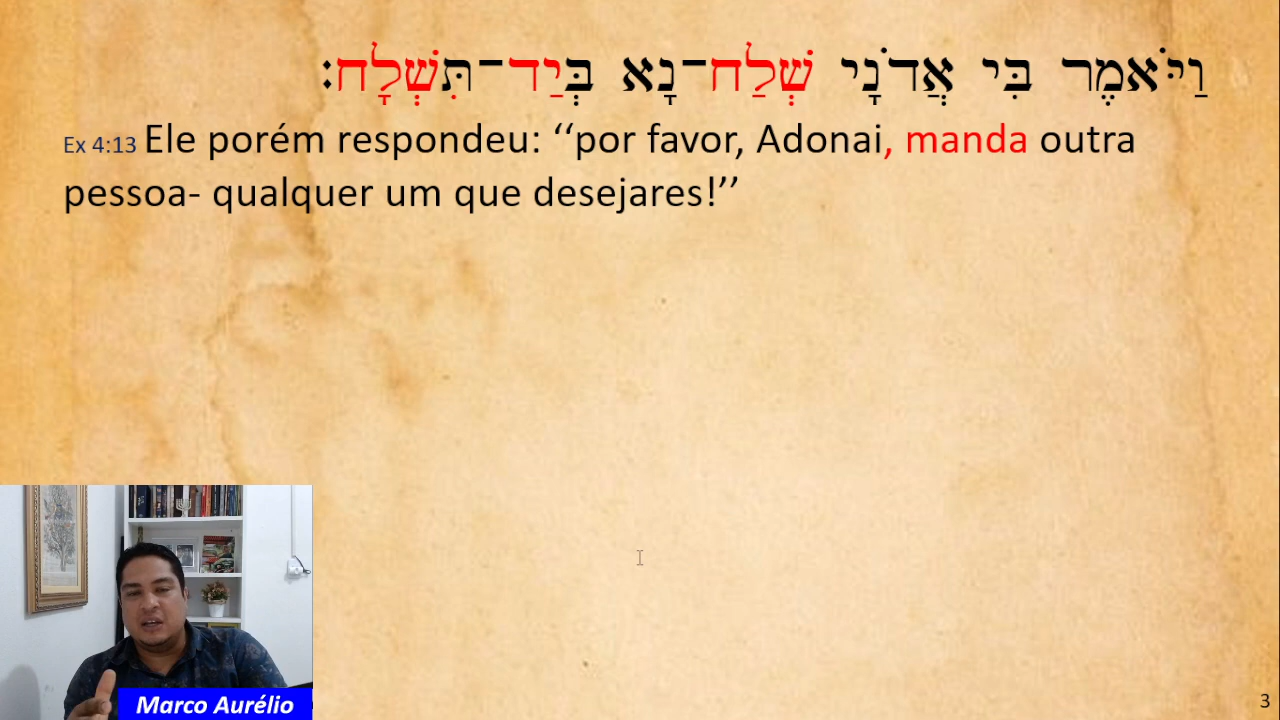 וַיֹּאמֶר בִּי אֲדֹנָי שְׁלַח־נָא בְּיַד־תִּשְׁלָח׃
Ex 4:13 Ele porém respondeu: ‘‘por favor, Adonai, manda outra
pessoa- qualquer um que desejares!’’
Marco Aurélio
3